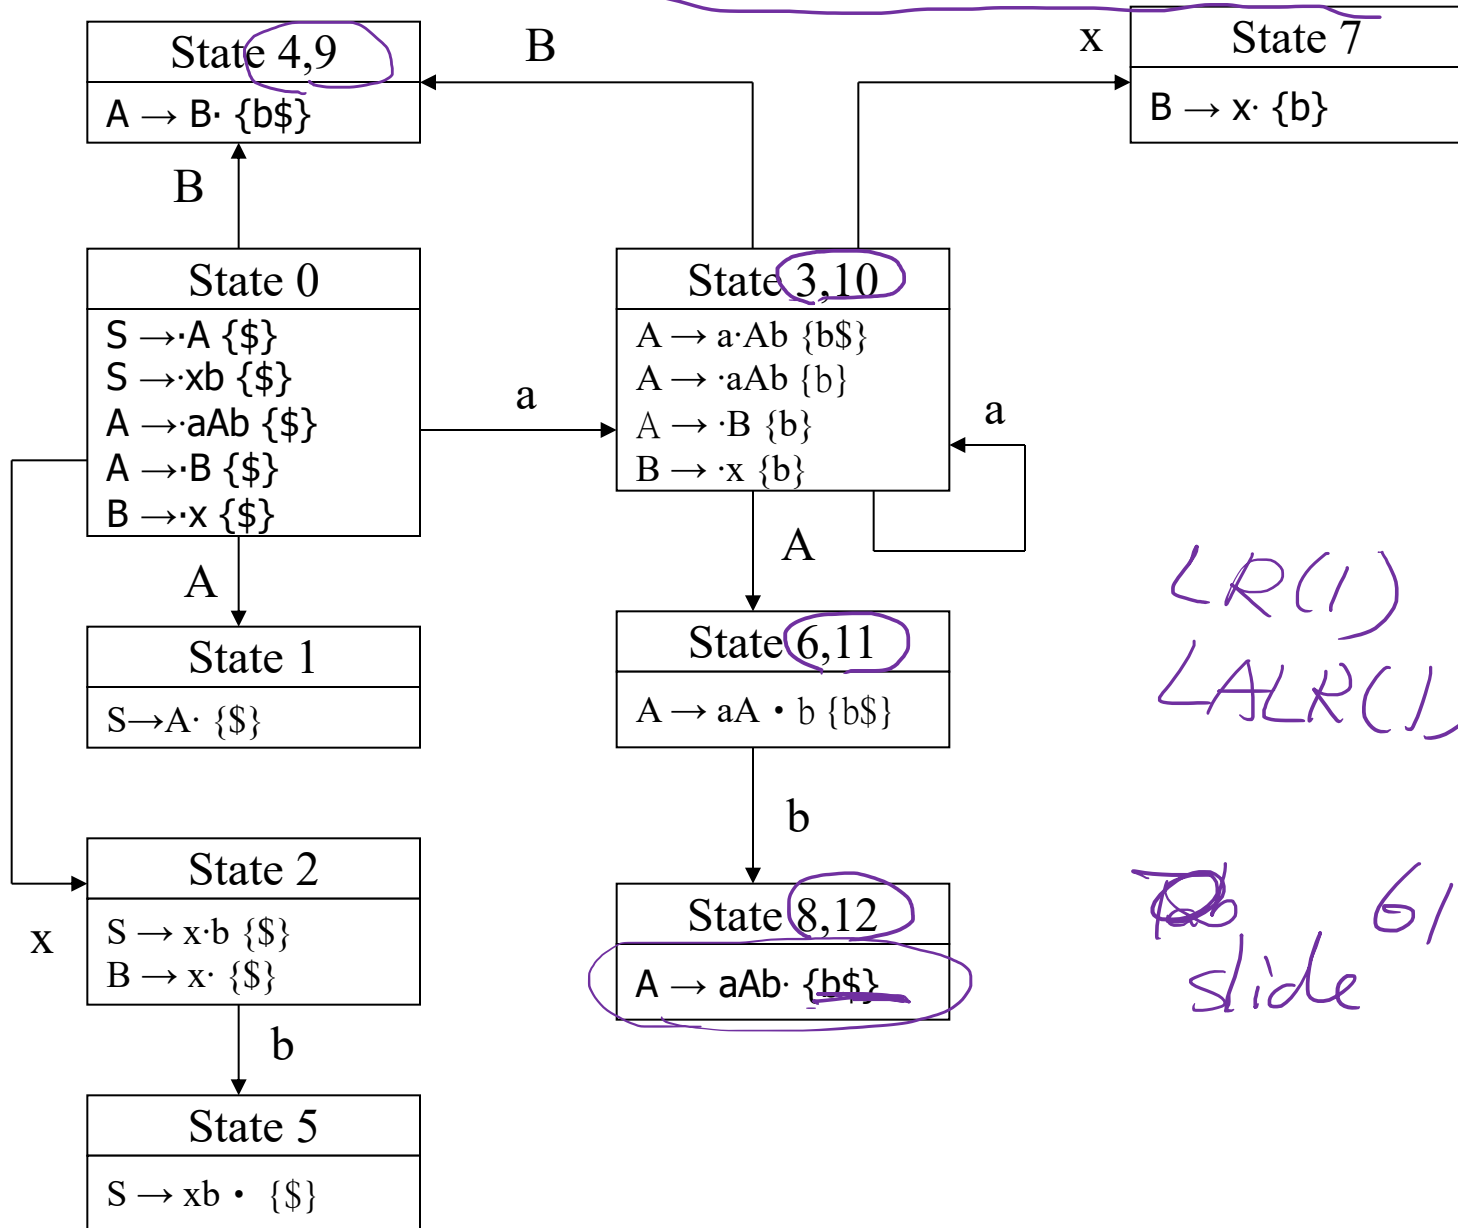 State 4,9
A → B· {b$}
B
x
State 7
B → x· {b}
B
State 0
S →·A {$}
S →·xb {$}
A →·aAb {$}
A →·B {$}
B →·x {$}
a
State 3,10
A → a·Ab {b$}
A → ·aAb {b}
A → ·B {b}
B → ·x {b}
a
A
State 1
S→A· {$}
A
State 6,11
A → aA • b {b$}
LR(1)
LALR(1)
x
State 2
S → x·b {$}
B → x· {$}
b
State 8,12
A → aAb· {b$}
61
slide
b
State 5
S → xb • {$}